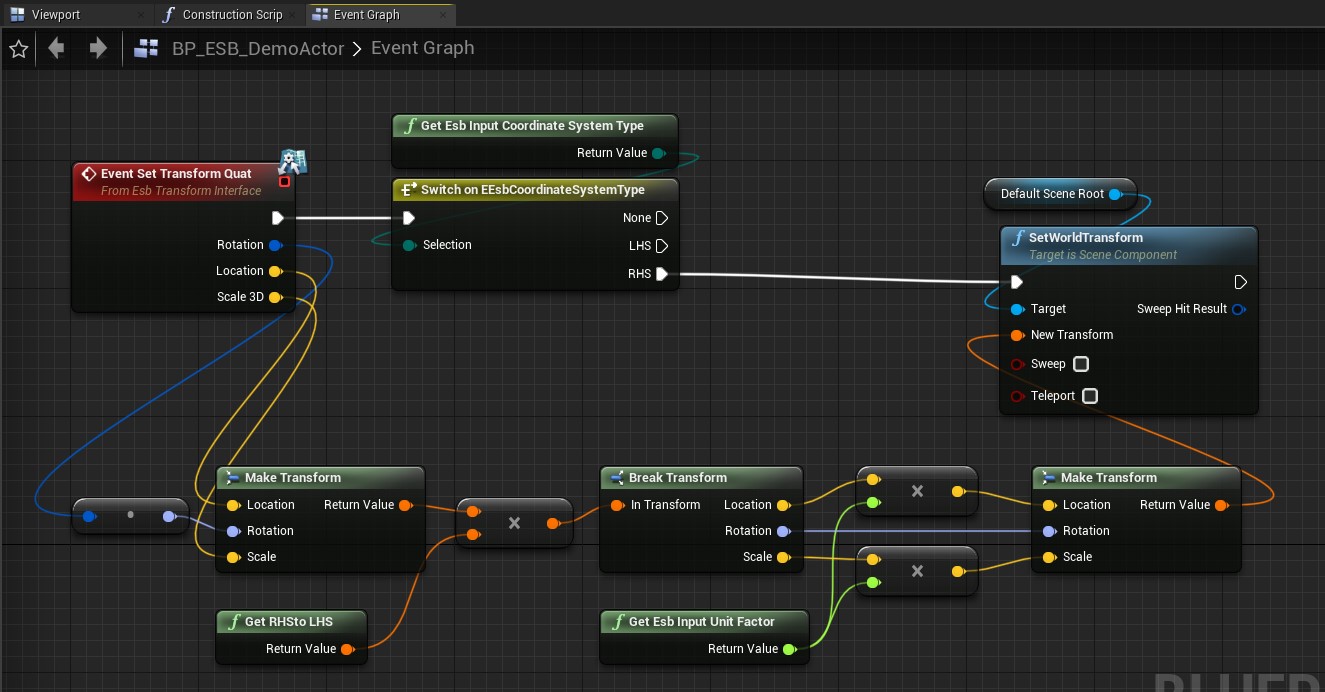 Viewport
Construction Scrip
Event Graph
BP_ESB_DemoActor > Event Graph
Get Esb Input Coordinate System Type
Return Value
Event Set Transform Quat
From Esb Transform Interface
Rotation
Location
Scale 3D
Switch on EEsbCoordinateSystemType
None
Selection
LHS
RHS
Default Scene Root
SetWorldTransform
Target is Scene Component
Target
Sweep Hit Result
New Transform
Sweep
Teleport
Make Transform
Location
Return Value
Rotation
Scale
Break Transform
In Transform
Location
Rotation
Scale
Make Transform
Location
Return Value
Rotation
Scale
Get RHSto LHS
Return Value
Get Esb Input Unit Factor
Return Value